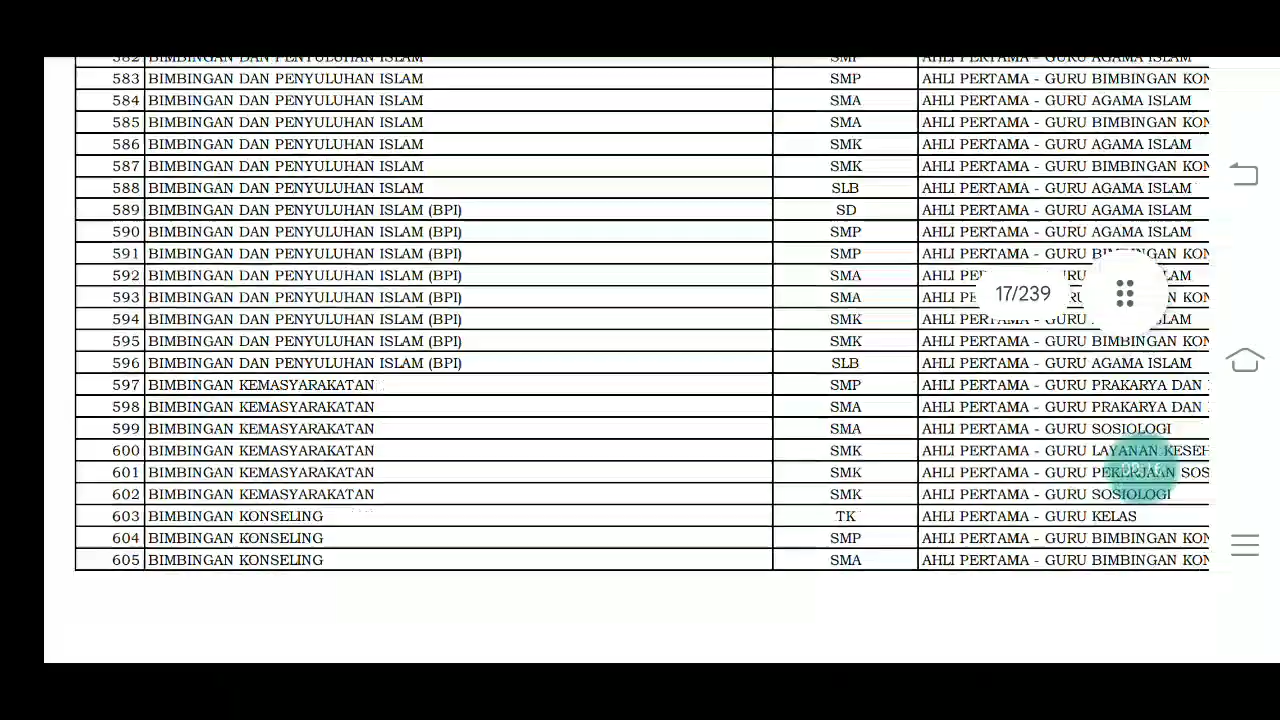 582 BIMBINGAN DAN PENYULUHAN ISLAM SMP AHLI PERTAMA - GURU AGAMA ISLAM
583 BIMBINGAN DAN PENYULUHAN ISLAM SMP AHLI PERTAMA - GURU BIMBINGAN KON
584 BIMBINGAN DAN PENYULUHAN ISLAM SMA AHLI PERTAMA - GURU AGAMA ISLAM
585 BIMBINGAN DAN PENYULUHAN ISLAM SMA AHLI PERTAMA - GURU BIMBINGAN KON
586 BIMBINGAN DAN PENYULUHAN ISLAM SMK AHLI PERTAMA - GURU AGAMA ISLAM
587 BIMBINGAN DAN PENYULUHAN ISLAM SMK AHLI PERTAMA - GURU BIMBINGAN KON
588 BIMBINGAN DAN PENYULUHAN ISLAM SLB AHLI PERTAMA - GURU AGAMA ISLAM
589 BIMBINGAN DAN PENYULUHAN ISLAM (BPI) SD AHLI PERTAMA - GURU AGAMA ISLAM
590 BIMBINGAN DAN PENYULUHAN ISLAM (BPI) SMP AHLI PERTAMA - GURU AGAMA ISLAM
591 BIMBINGAN DAN PENYULUHAN ISLAM (BPI) SMP AHLI PERTAMA - GURU BIMBINGAN KON
592 BIMBINGAN DAN PENYULUHAN ISLAM (BPI) SMA AHLI LAM
593 BIMBINGAN DAN PENYULUHAN ISLAM (BPI) SMA AHLI KON
17/239
594 BIMBINGAN DAN PENYULUHAN ISLAM (BPI) SMK AHLI PERTAMA - GURU LAM
595 BIMBINGAN DAN PENYULUHAN ISLAM (BPI) SMK AHLI PERTAMA - GURU BIMBINGAN KON
596 BIMBINGAN DAN PENYULUHAN ISLAM (BPI) SLB AHLI PERTAMA - GURU AGAMA ISLAM
597 BIMBINGAN KEMASYARAKATAN SMP AHLI PERTAMA - GURU PRAKARYA DAN
598 BIMBINGAN KEMASYARAKATAN SMA AHLI PERTAMA - GURU PRAKARYA DAN
599 BIMBINGAN KEMASYARAKATAN SMA AHLI PERTAMA - GURU SOSIOLOGI
600 BIMBINGAN KEMASYARAKATAN SMK AHLI PERTAMA - GURU LAYANAN KESEH
601 BIMBINGAN KEMASYARAKATAN SMK AHLI PERTAMA - GURU PEKERJAAN SOS
602 BIMBINGAN KEMASYARAKATAN SMK AHLI PERTAMA - GURU SOSIOLOGI
603 BIMBINGAN KONSELING TK AHLI PERTAMA - GURU KELAS
604 BIMBINGAN KONSELING SMP AHLI PERTAMA - GURU BIMBINGAN KON
605 BIMBINGAN KONSELING SMA AHLI PERTAMA - GURU BIMBINGAN KON